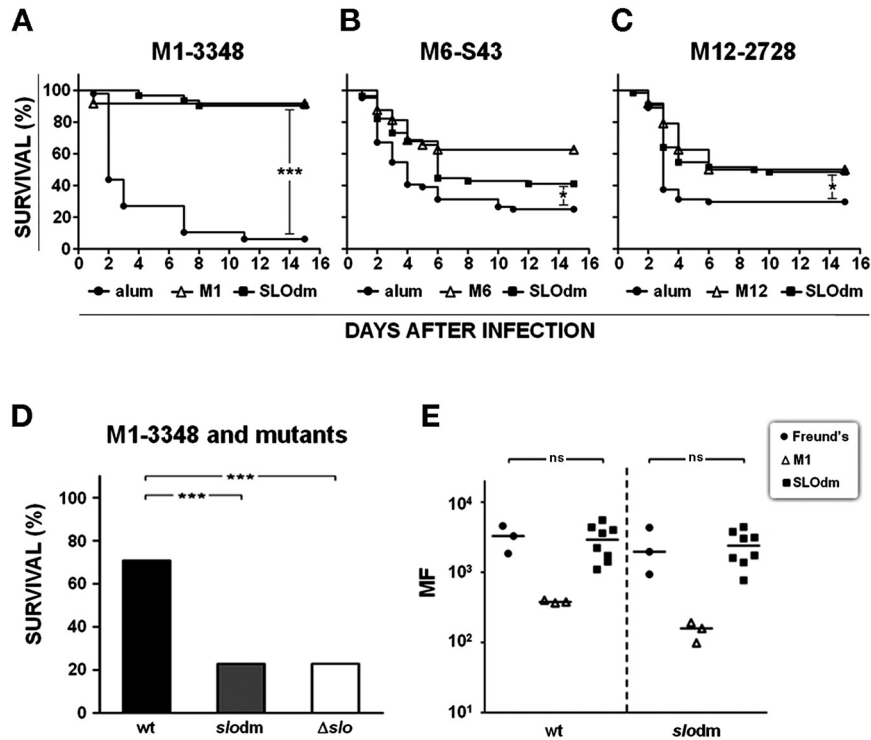 A B C
M1-3348 M6-S43 M12-2728
SURVIVAL (%)
100
80
60
40
20
0
***
*
*
0 2 4 6 8 10 12 14 16
0 2 4 6 8 10 12 14 16
0 2 4 6 8 10 12 14 16
alum M1 SLOdm
alum M6 SLOdm
alum M12 SLOdm
DAYS AFTER INFECTION
D
M1-3348 and mutants
***
***
SURVIVAL (%)
100
80
60
40
20
0
wt slodm Δslo
E
Freund's
M1
SLOdm
ns ns
MF
10⁴
10³
10²
10¹
wt slodm